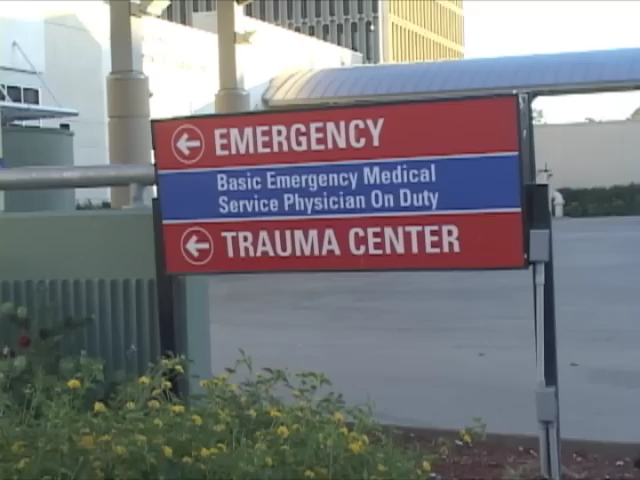 EMERGENCY
Basic Emergency Medical
Service Physician On Duty
TRAUMA CENTER